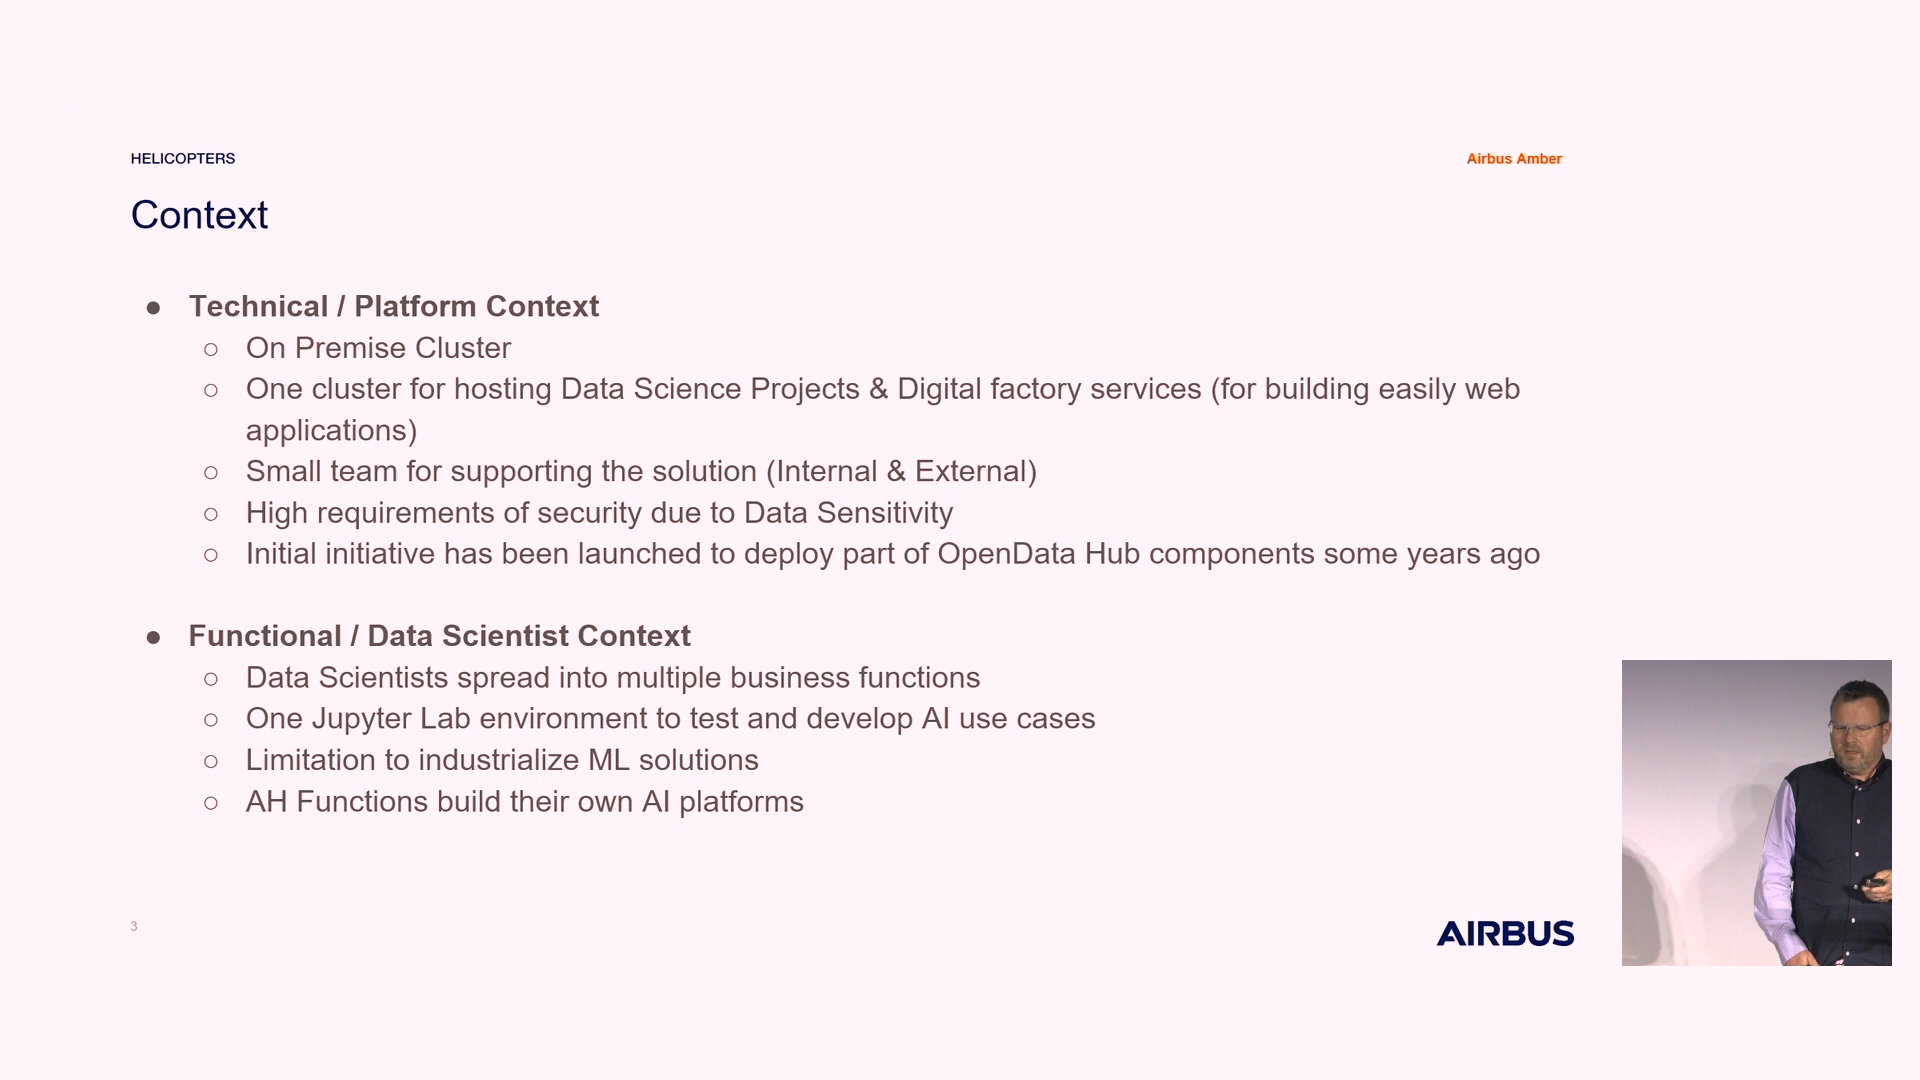 HELICOPTERS
Airbus Amber
Context
● Technical / Platform Context
○ On Premise Cluster
○ One cluster for hosting Data Science Projects & Digital factory services (for building easily web
applications)
○ Small team for supporting the solution (Internal & External)
○ High requirements of security due to Data Sensitivity
○ Initial initiative has been launched to deploy part of OpenData Hub components some years ago
● Functional / Data Scientist Context
○ Data Scientists spread into multiple business functions
○ One Jupyter Lab environment to test and develop AI use cases
○ Limitation to industrialize ML solutions
○ AH Functions build their own AI platforms
3
AIRBUS